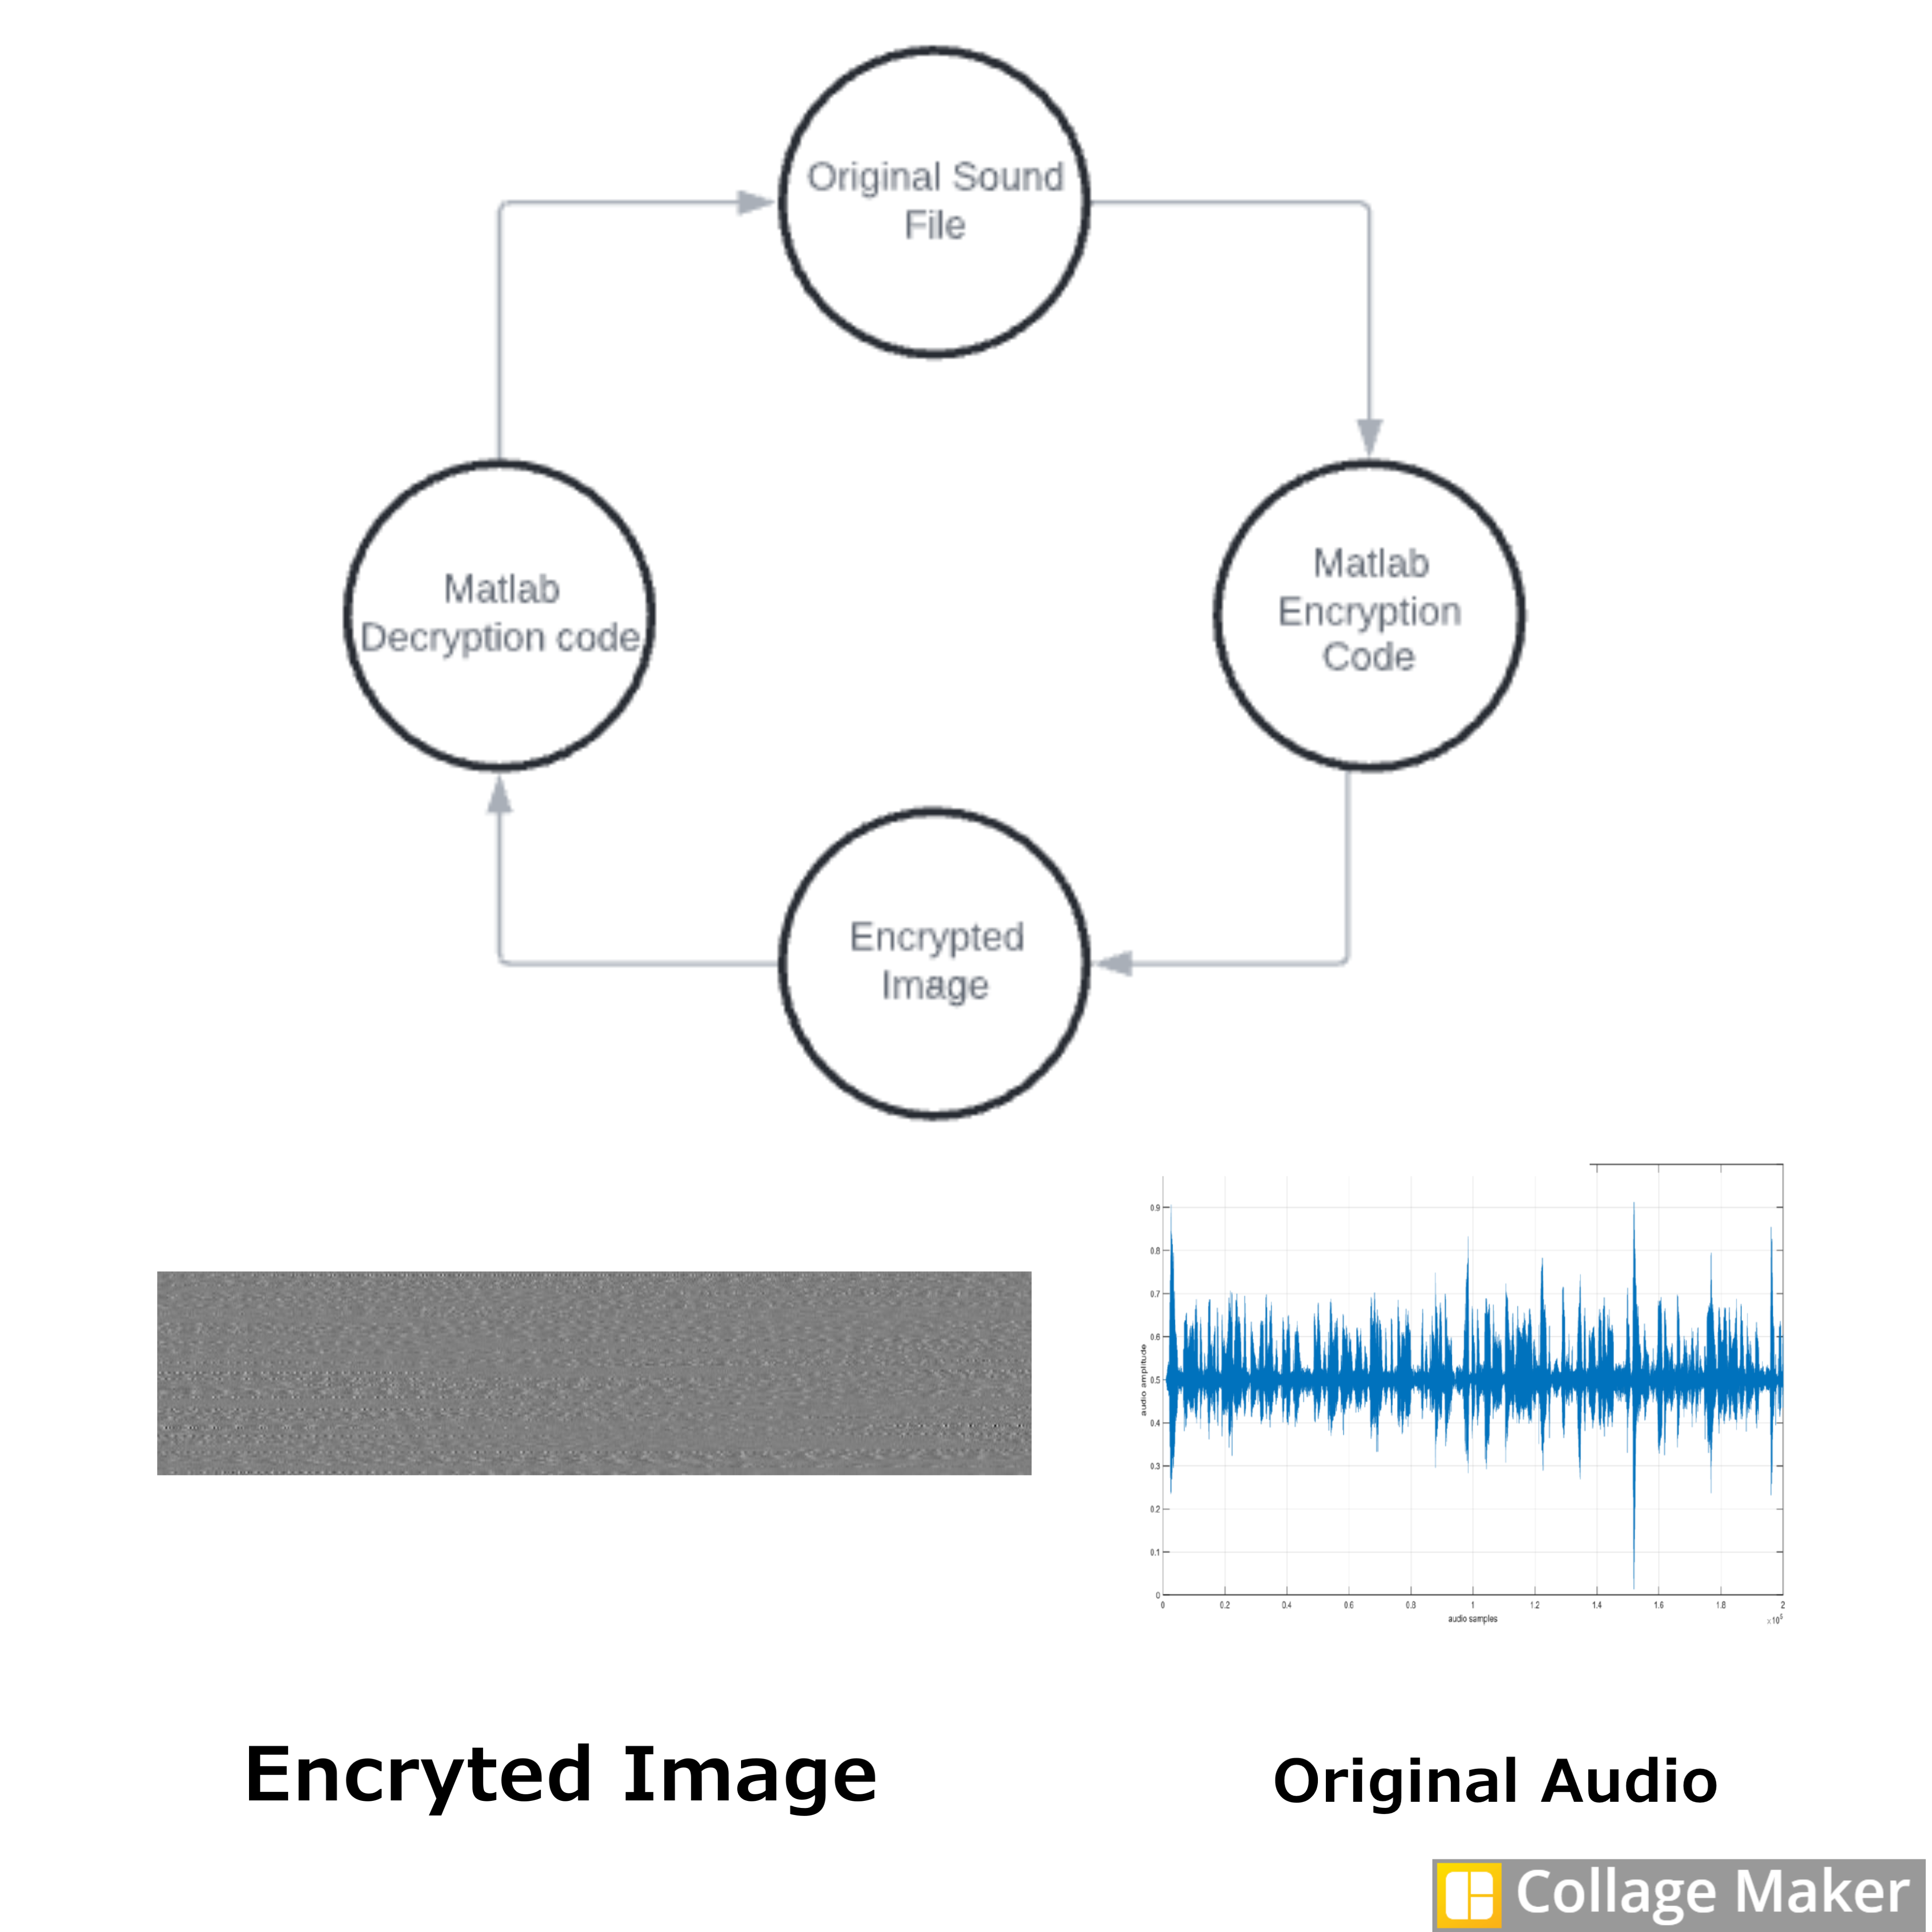 Original Sound
File
Matlab
Encryption
Code
Matlab
Decryption code
Encrypted
Image
0.9
0.8
0.7
0.6
0.5
0.4
0.3
0.2
0.1
0
audio amplitude
0 0.2 0.4 0.6 0.8 1 1.2 1.4 1.6 1.8 2
audio samples
×10⁵
Encryted Image
Original Audio
Collage Maker